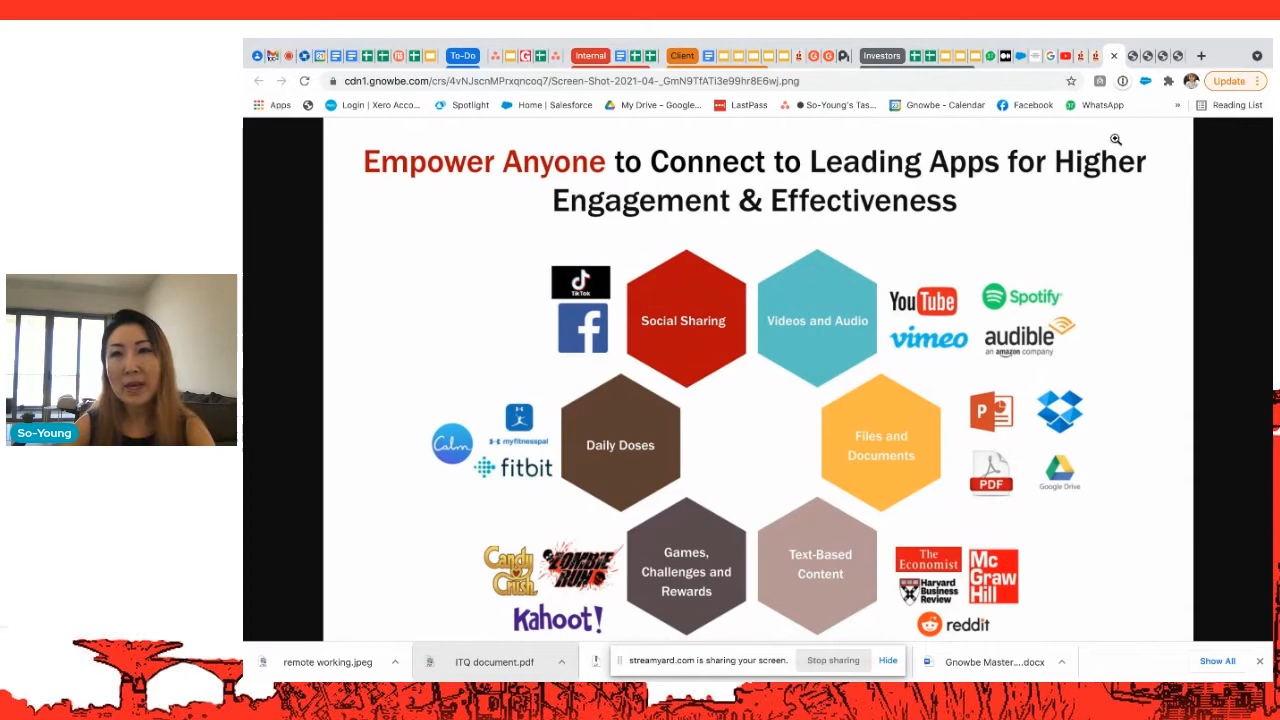 To-Do
Internal
Client
Investors
cdn1.gnowbe.com/crs/4vNJscnMPrxqncoq7/Screen-Shot-2021-04-_GmN9TfATi3e99hr8E6wj.png
Update
Apps
Login | Xero Acco...
Spotlight
Home | Salesforce
My Drive - Google...
LastPass
So-Young's Tas...
Gnowbe - Calendar
Facebook
WhatsApp
»
Reading List
Empower Anyone to Connect to Leading Apps for Higher
Engagement & Effectiveness
TikTok
Social Sharing
Videos and Audio
YouTube
Spotify
vimeo
audible
an amazon company
Calm
myfitnesspal
fitbit
Daily Doses
Files and
Documents
P
PDF
Google Drive
Candy
Crush
ZOMBIE
RUN
Kahoot!
Games,
Challenges and
Rewards
Text-Based
Content
The
Economist
Harvard
Business
Review
Mc
Graw
Hill
reddit
So-Young
remote working.jpeg
ITQ document.pdf
streamyard.com is sharing your screen.
Stop sharing
Hide
Gnowbe Master....docx
Show All